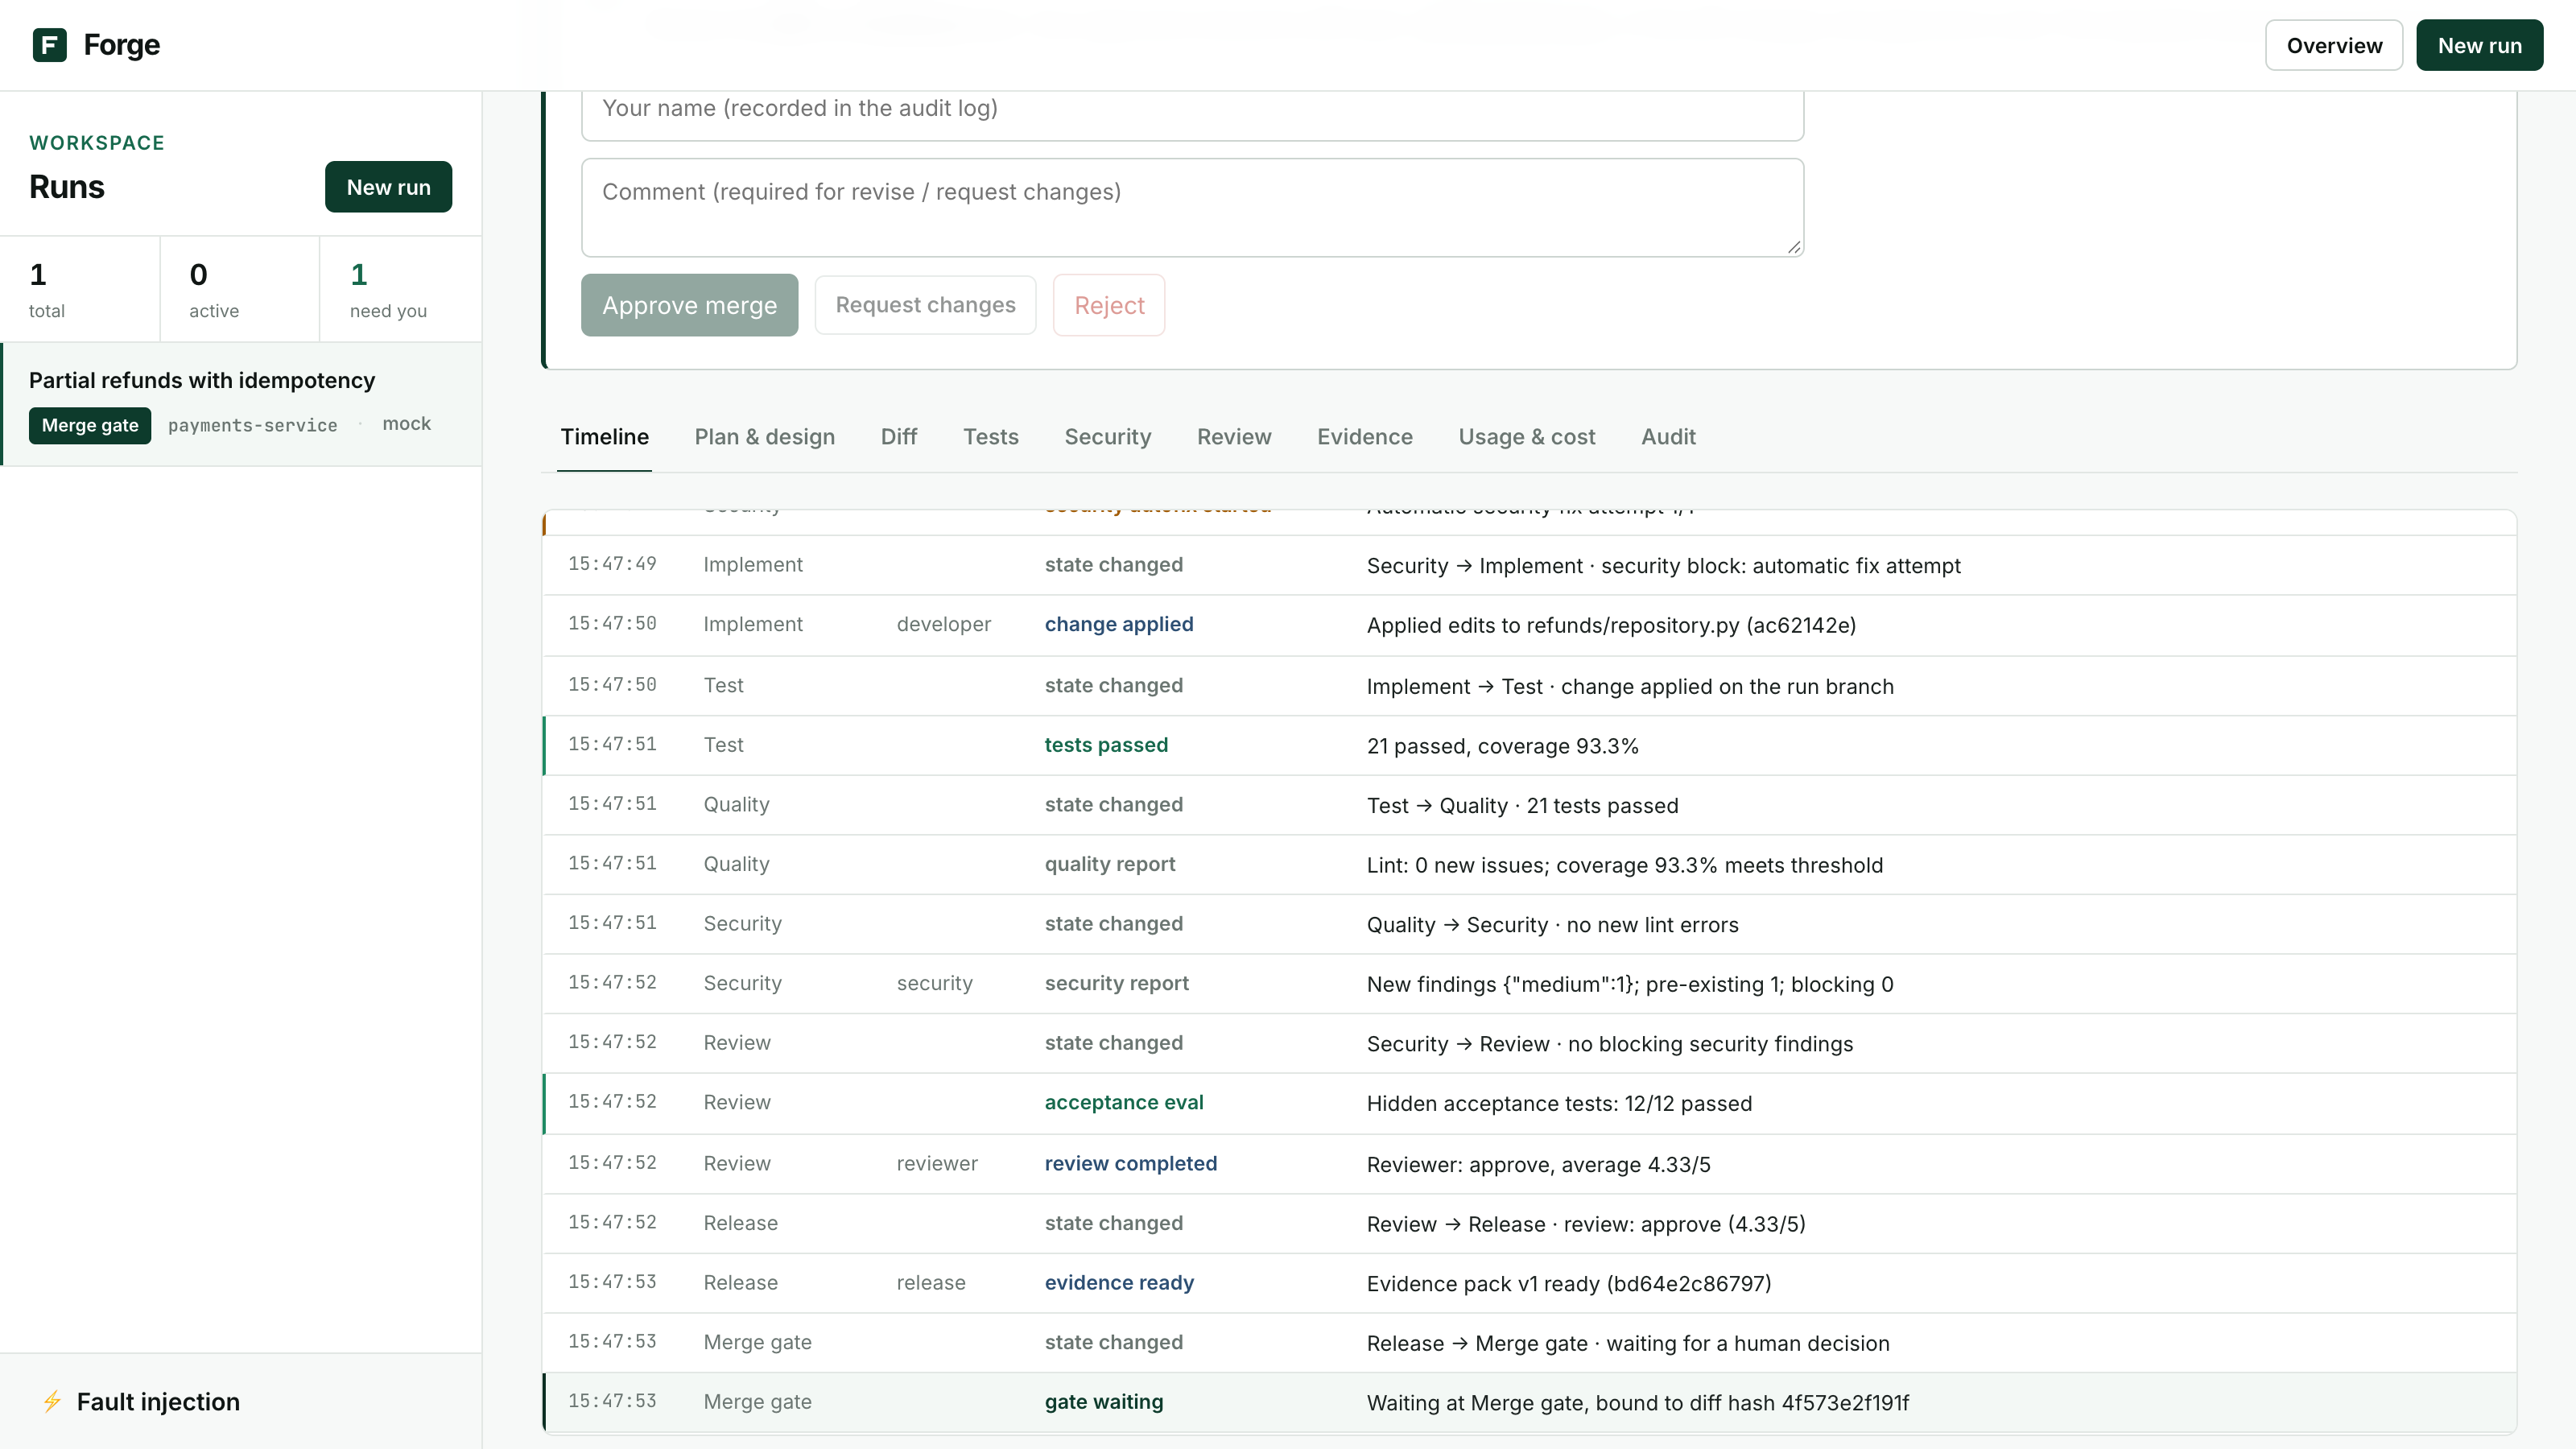 F Forge
Overview
New run
WORKSPACE
Runs
New run
1
total
0
active
1
need you
Partial refunds with idempotency
Merge gate payments-service · mock
Fault injection
Your name (recorded in the audit log)
Comment (required for revise / request changes)
Approve merge
Request changes
Reject
Timeline Plan & design Diff Tests Security Review Evidence Usage & cost Audit
Security security autofix started Automatic security fix attempt 1/1
15:47:49 Implement state changed Security → Implement · security block: automatic fix attempt
15:47:50 Implement developer change applied Applied edits to refunds/repository.py (ac62142e)
15:47:50 Test state changed Implement → Test · change applied on the run branch
15:47:51 Test tests passed 21 passed, coverage 93.3%
15:47:51 Quality state changed Test → Quality · 21 tests passed
15:47:51 Quality quality report Lint: 0 new issues; coverage 93.3% meets threshold
15:47:51 Security state changed Quality → Security · no new lint errors
15:47:52 Security security security report New findings {"medium":1}; pre-existing 1; blocking 0
15:47:52 Review state changed Security → Review · no blocking security findings
15:47:52 Review acceptance eval Hidden acceptance tests: 12/12 passed
15:47:52 Review reviewer review completed Reviewer: approve, average 4.33/5
15:47:52 Release state changed Review → Release · review: approve (4.33/5)
15:47:53 Release release evidence ready Evidence pack v1 ready (bd64e2c86797)
15:47:53 Merge gate state changed Release → Merge gate · waiting for a human decision
15:47:53 Merge gate gate waiting Waiting at Merge gate, bound to diff hash 4f573e2f191f